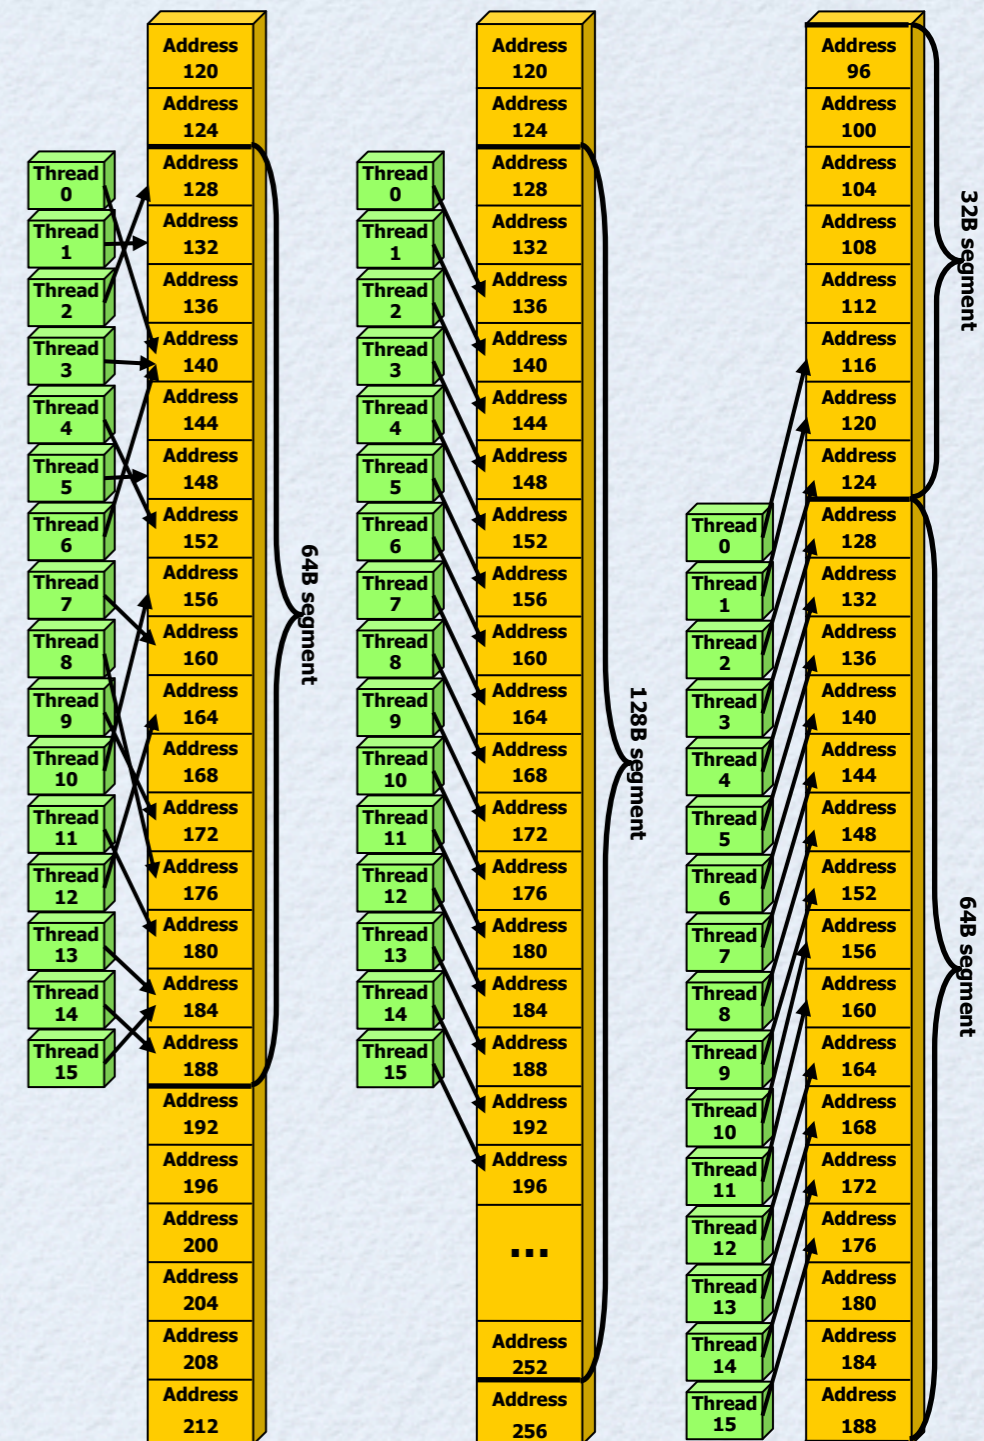 Address
120
Address
124
Address
128
Address
132
Address
136
Address
140
Address
144
Address
148
Address
152
Address
156
Address
160
Address
164
Address
168
Address
172
Address
176
Address
180
Address
184
Address
188
Address
192
Address
196
Address
200
Address
204
Address
208
Address
212
Thread
0
Thread
1
Thread
2
Thread
3
Thread
4
Thread
5
Thread
6
Thread
7
Thread
8
Thread
9
Thread
10
Thread
11
Thread
12
Thread
13
Thread
14
Thread
15
64B segment
Address
120
Address
124
Address
128
Address
132
Address
136
Address
140
Address
144
Address
148
Address
152
Address
156
Address
160
Address
164
Address
168
Address
172
Address
176
Address
180
Address
184
Address
188
Address
192
Address
196
...
Address
252
Address
256
Thread
0
Thread
1
Thread
2
Thread
3
Thread
4
Thread
5
Thread
6
Thread
7
Thread
8
Thread
9
Thread
10
Thread
11
Thread
12
Thread
13
Thread
14
Thread
15
128B segment
Address
96
Address
100
Address
104
Address
108
Address
112
Address
116
Address
120
Address
124
Address
128
Address
132
Address
136
Address
140
Address
144
Address
148
Address
152
Address
156
Address
160
Address
164
Address
168
Address
172
Address
176
Address
180
Address
184
Address
188
Thread
0
Thread
1
Thread
2
Thread
3
Thread
4
Thread
5
Thread
6
Thread
7
Thread
8
Thread
9
Thread
10
Thread
11
Thread
12
Thread
13
Thread
14
Thread
15
32B segment
64B segment